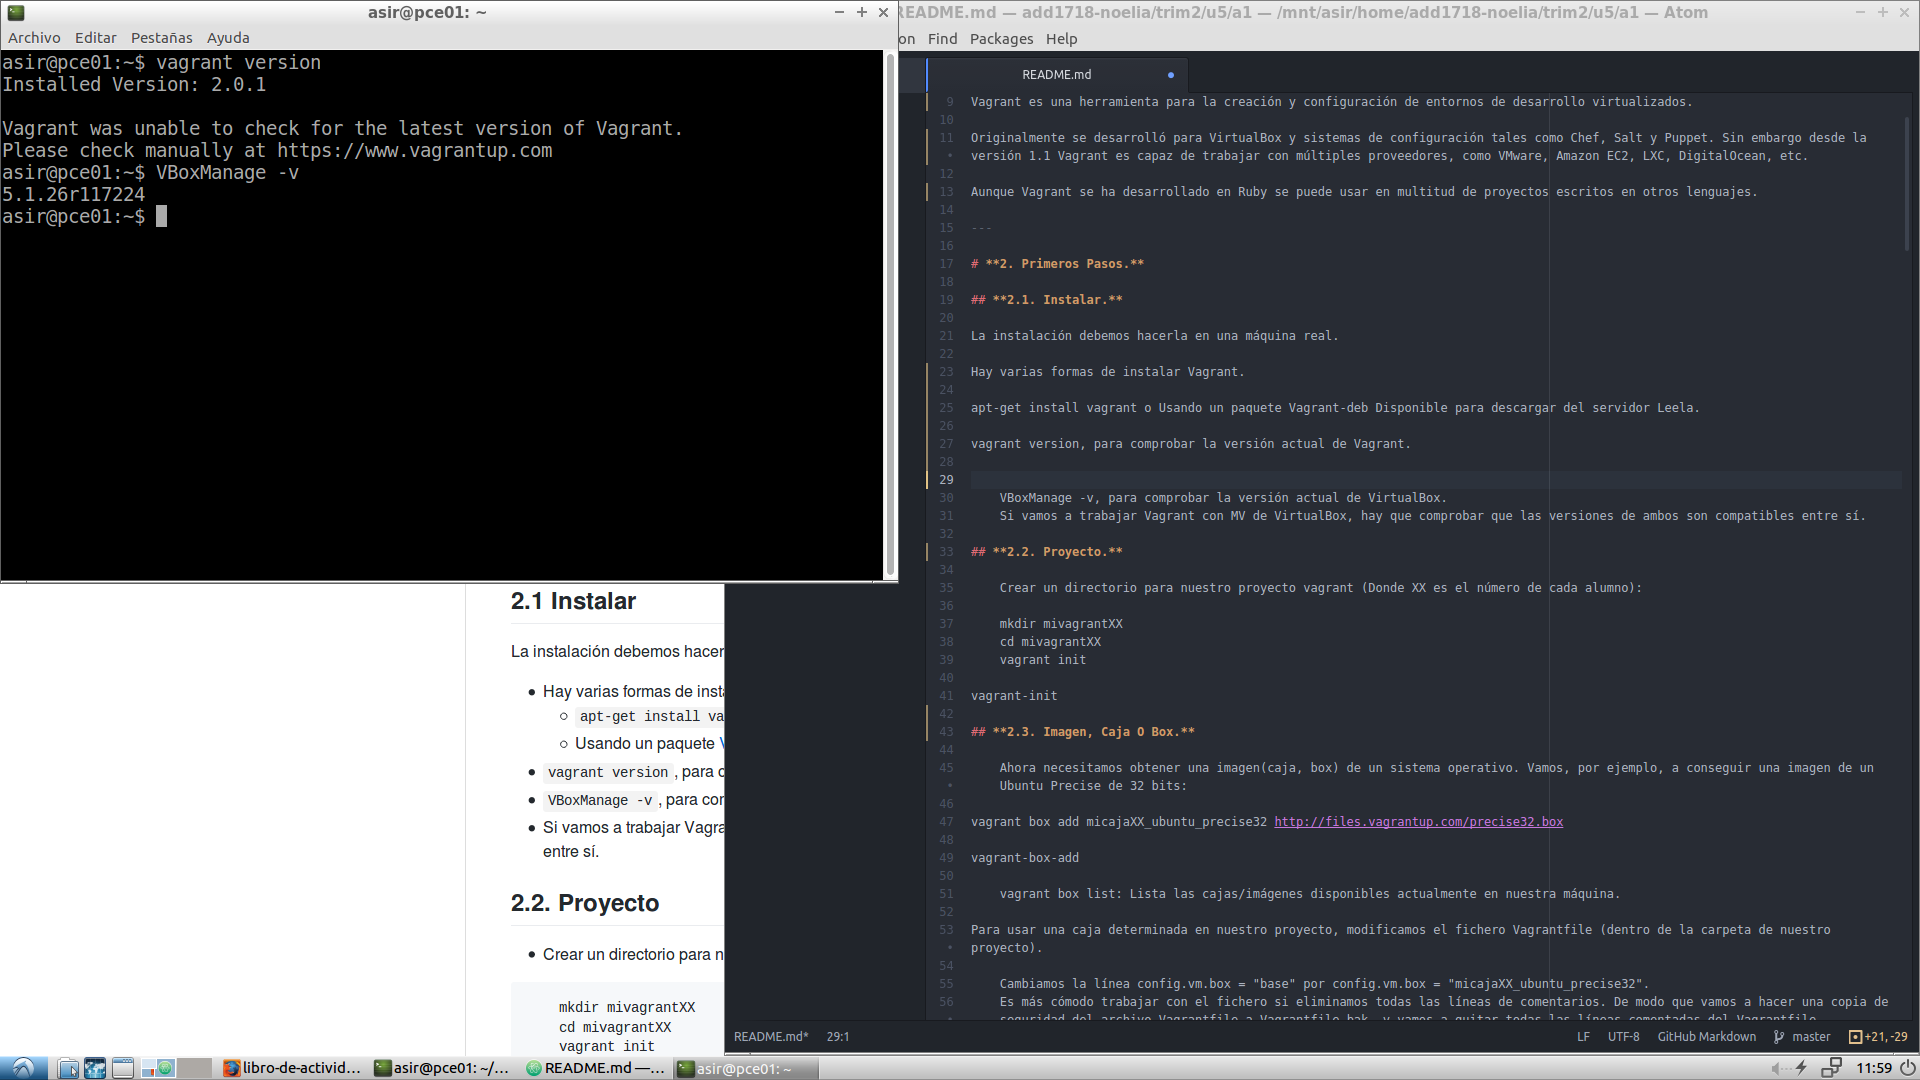 asir@pce01: ~
Archivo Editar Pestañas Ayuda
asir@pce01:~$ vagrant version
Installed Version: 2.0.1
Vagrant was unable to check for the latest version of Vagrant.
Please check manually at https://www.vagrantup.com
asir@pce01:~$ VBoxManage -v
5.1.26r117224
asir@pce01:~$
README.md — add1718-noelia/trim2/u5/a1 — /mnt/asir/home/add1718-noelia/trim2/u5/a1 — Atom
on Find Packages Help
README.md
9 Vagrant es una herramienta para la creación y configuración de entornos de desarrollo virtualizados.
10
11 Originalmente se desarrolló para VirtualBox y sistemas de configuración tales como Chef, Salt y Puppet. Sin embargo desde la
• versión 1.1 Vagrant es capaz de trabajar con múltiples proveedores, como VMware, Amazon EC2, LXC, DigitalOcean, etc.
12
13 Aunque Vagrant se ha desarrollado en Ruby se puede usar en multitud de proyectos escritos en otros lenguajes.
14
15 ---
16
17 # **2. Primeros Pasos.**
18
19 ## **2.1. Instalar.**
20
21 La instalación debemos hacerla en una máquina real.
22
23 Hay varias formas de instalar Vagrant.
24
25 apt-get install vagrant o Usando un paquete Vagrant-deb Disponible para descargar del servidor Leela.
26
27 vagrant version, para comprobar la versión actual de Vagrant.
28
29
30 VBoxManage -v, para comprobar la versión actual de VirtualBox.
31 Si vamos a trabajar Vagrant con MV de VirtualBox, hay que comprobar que las versiones de ambos son compatibles entre sí.
32
33 ## **2.2. Proyecto.**
34
35 Crear un directorio para nuestro proyecto vagrant (Donde XX es el número de cada alumno):
36
37 mkdir mivagrantXX
38 cd mivagrantXX
39 vagrant init
40
41 vagrant-init
42
43 ## **2.3. Imagen, Caja O Box.**
44
45 Ahora necesitamos obtener una imagen(caja, box) de un sistema operativo. Vamos, por ejemplo, a conseguir una imagen de un
• Ubuntu Precise de 32 bits:
46
47 vagrant box add micajaXX_ubuntu_precise32 http://files.vagrantup.com/precise32.box
48
49 vagrant-box-add
50
51 vagrant box list: Lista las cajas/imágenes disponibles actualmente en nuestra máquina.
52
53 Para usar una caja determinada en nuestro proyecto, modificamos el fichero Vagrantfile (dentro de la carpeta de nuestro
• proyecto).
54
55 Cambiamos la línea config.vm.box = "base" por config.vm.box = "micajaXX_ubuntu_precise32".
56 Es más cómodo trabajar con el fichero si eliminamos todas las líneas de comentarios. De modo que vamos a hacer una copia de
• seguridad del archivo Vagrantfile a Vagrantfile.bak, y vamos a quitar todas las líneas comentadas del Vagrantfile
README.md* 29:1
LF UTF-8 GitHub Markdown master +21, -29
2.1 Instalar
La instalación debemos hacer
Hay varias formas de inst
apt-get install va
Usando un paquete V
vagrant version , para c
VBoxManage -v , para cor
Si vamos a trabajar Vagra
entre sí.
2.2. Proyecto
Crear un directorio para n
mkdir mivagrantXX
cd mivagrantXX
vagrant init
libro-de-activid...
asir@pce01: ~/...
README.md —...
asir@pce01: ~
11:59